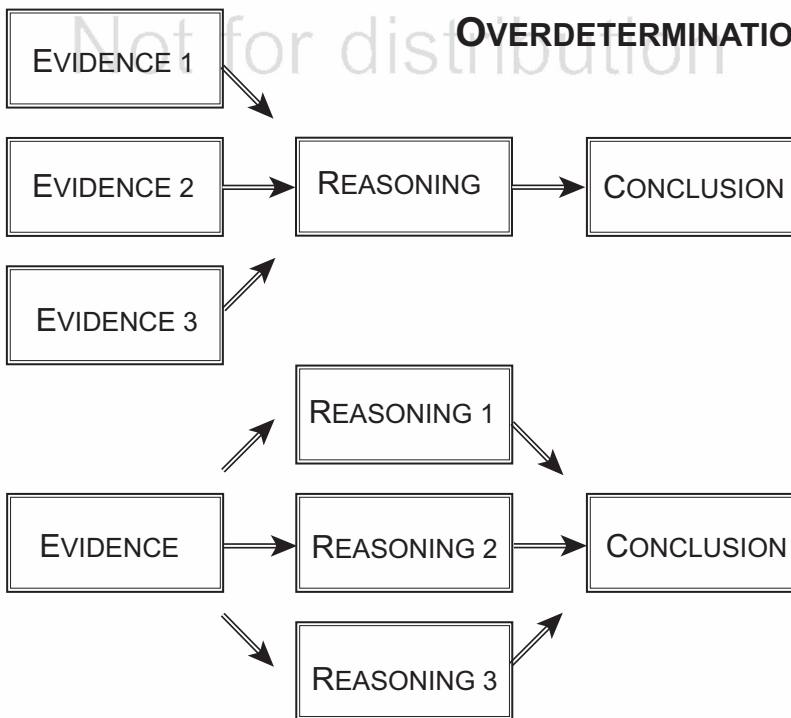 Not for distribution
OVERDETERMINATIO
EVIDENCE 1
EVIDENCE 2
REASONING
CONCLUSION
EVIDENCE 3
REASONING 1
EVIDENCE
REASONING 2
CONCLUSION
REASONING 3